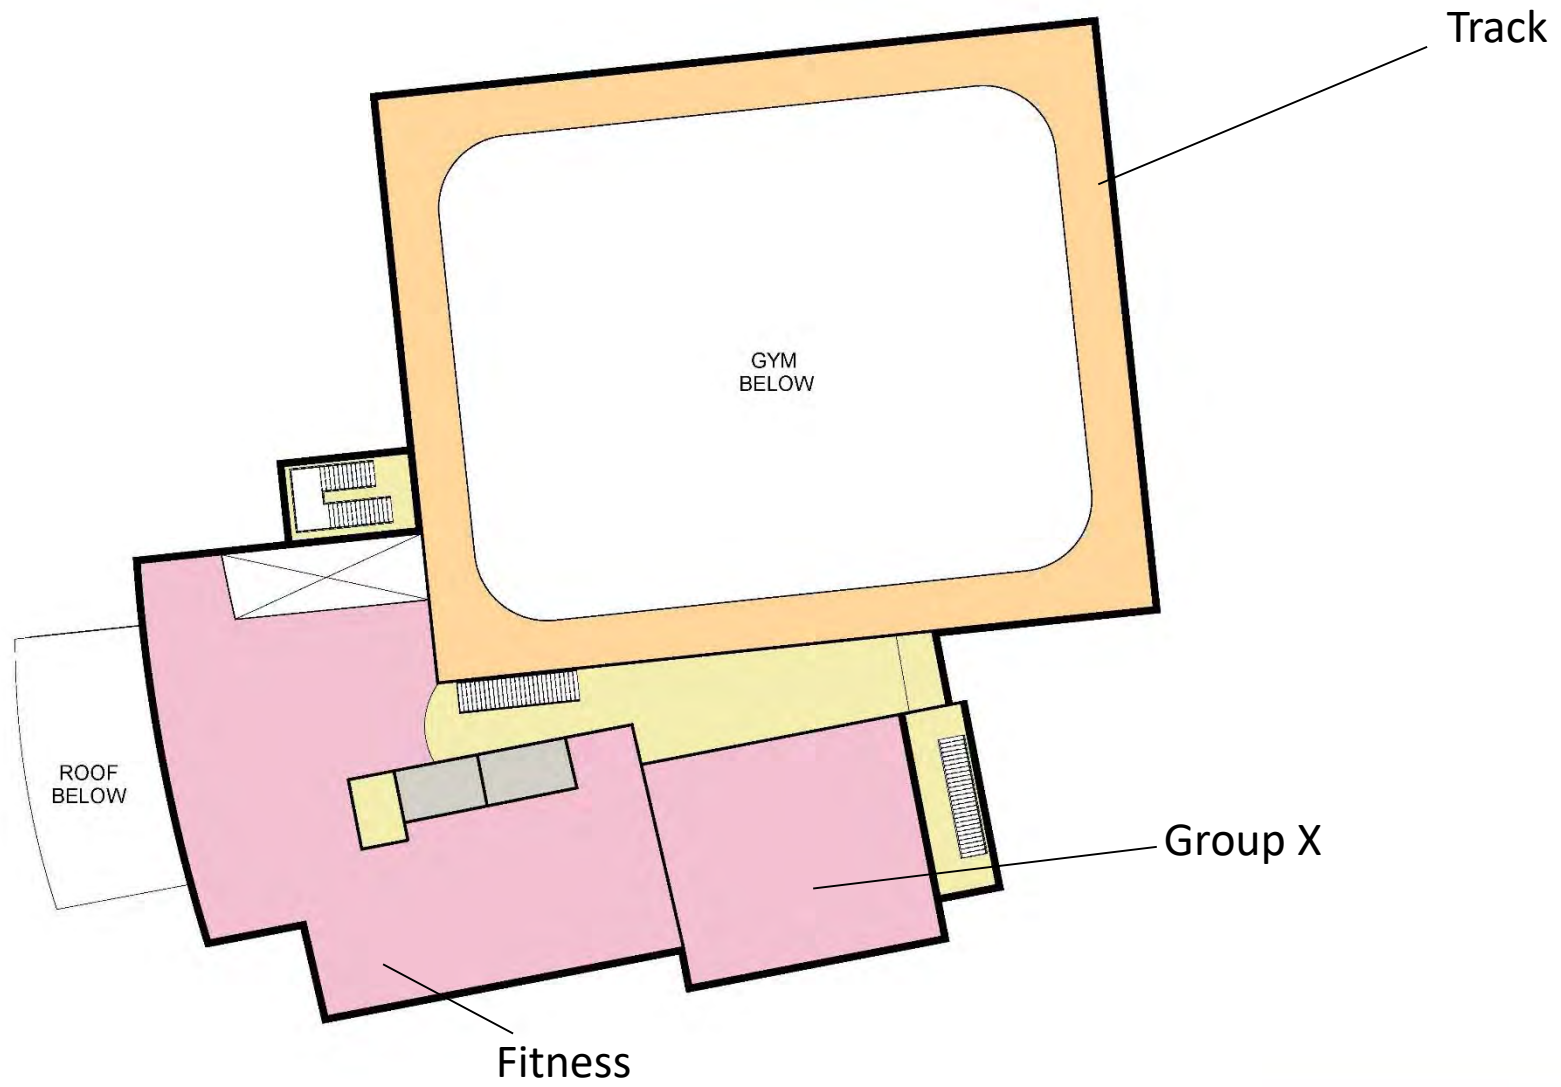 Track
GYM
BELOW
ROOF
BELOW
Group X
Fitness